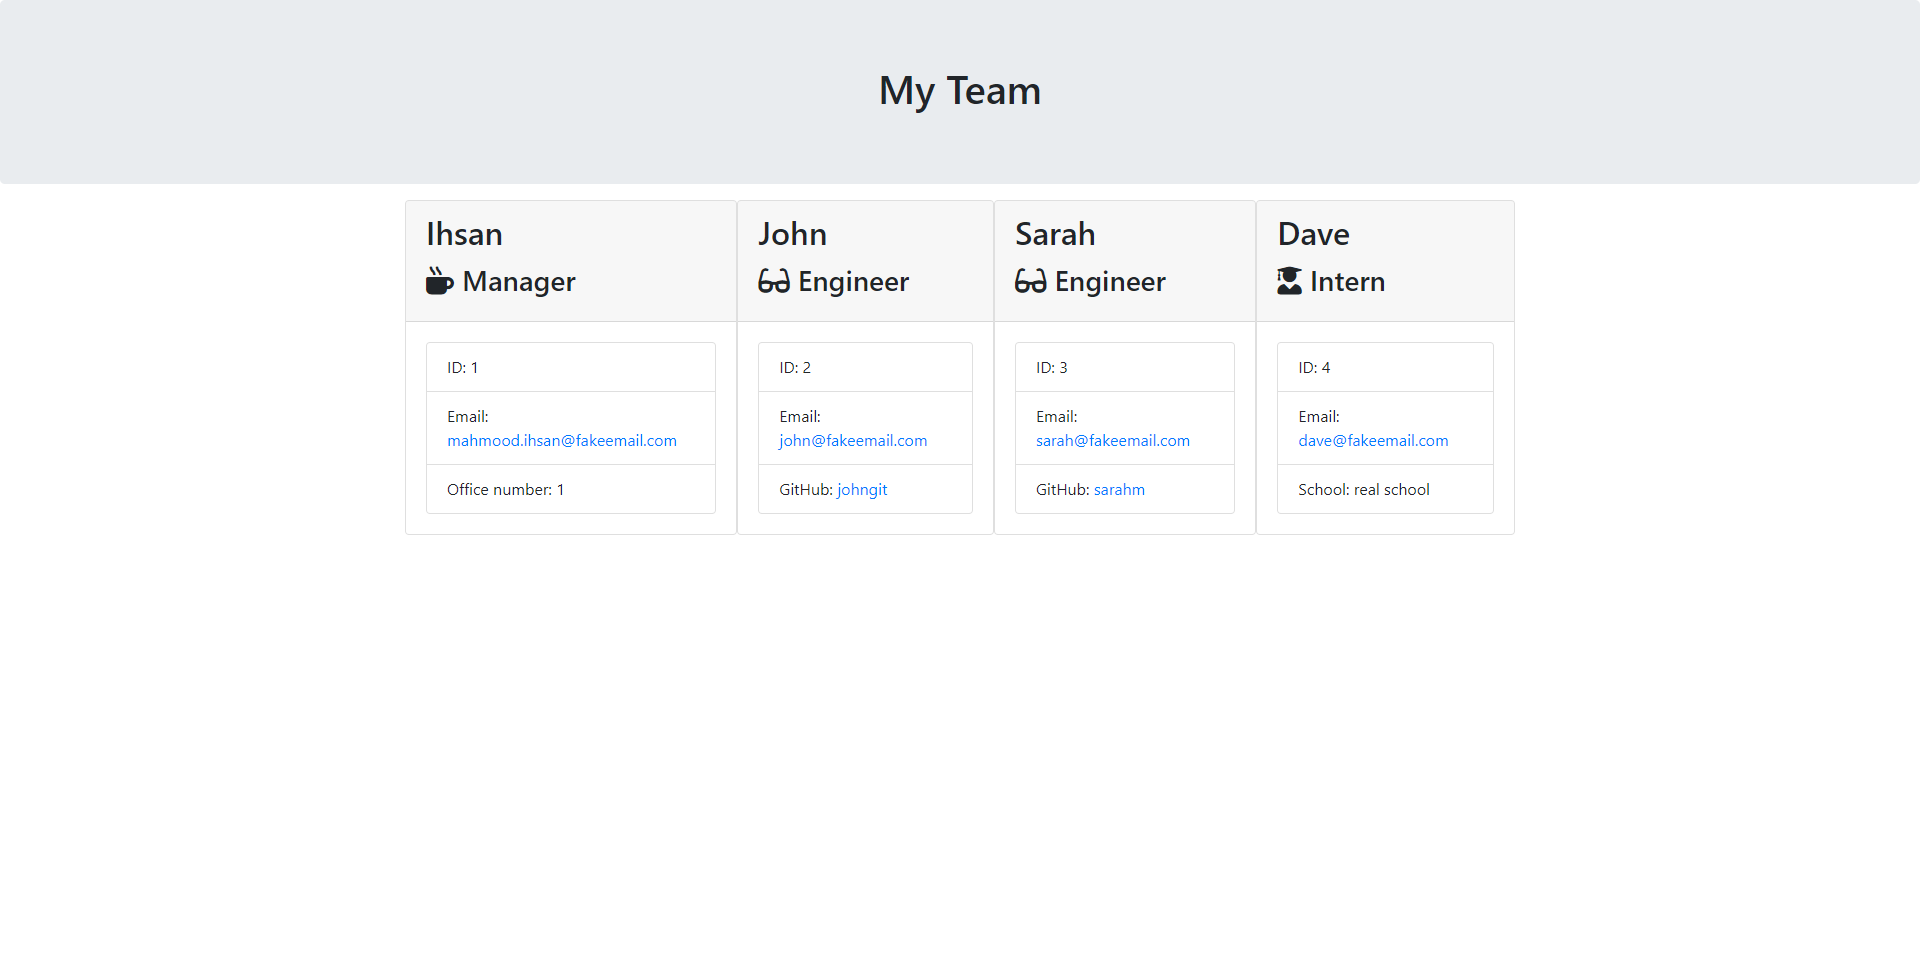 My Team
Ihsan
Manager
ID: 1
Email:
mahmood.ihsan@fakeemail.com
Office number: 1
John
Engineer
ID: 2
Email:
john@fakeemail.com
GitHub: johngit
Sarah
Engineer
ID: 3
Email:
sarah@fakeemail.com
GitHub: sarahm
Dave
Intern
ID: 4
Email:
dave@fakeemail.com
School: real school